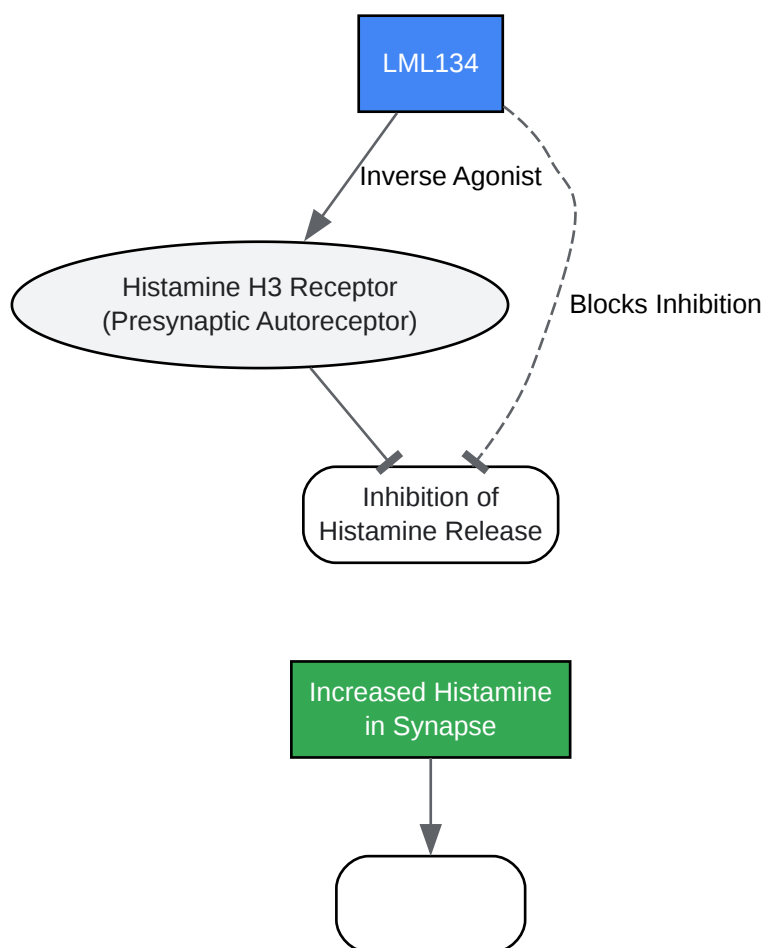 LML134
Inverse Agonist
Histamine H3 Receptor
(Presynaptic Autoreceptor)
Blocks Inhibition
Inhibition of
Histamine Release
Increased Histamine
in Synapse